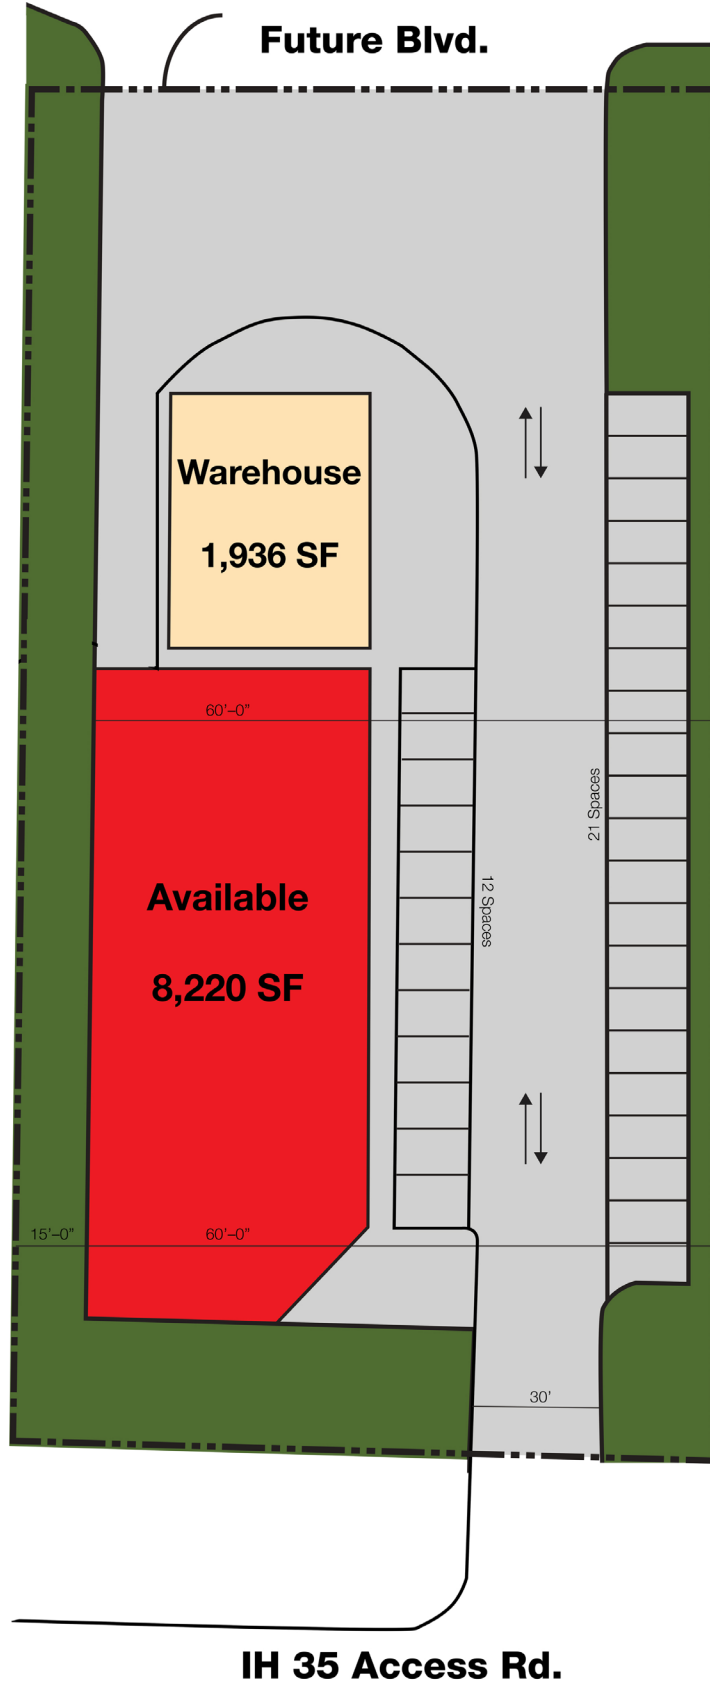 Future Blvd.
Warehouse
1,936 SF
60'–0"
21 Spaces
12 Spaces
Available
8,220 SF
15'–0"
60'–0"
30'
IH 35 Access Rd.